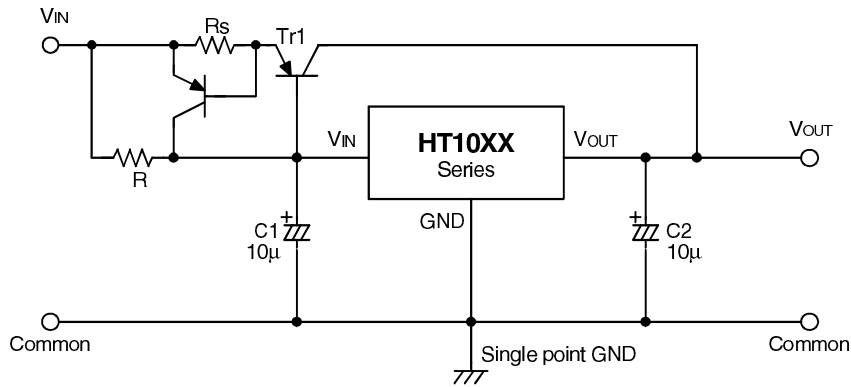 VIN
Rs
Tr1
VIN
HT10XX
Series
VOUT
VOUT
R
GND
C1
10μ
C2
10μ
Common
Common
Single point GND